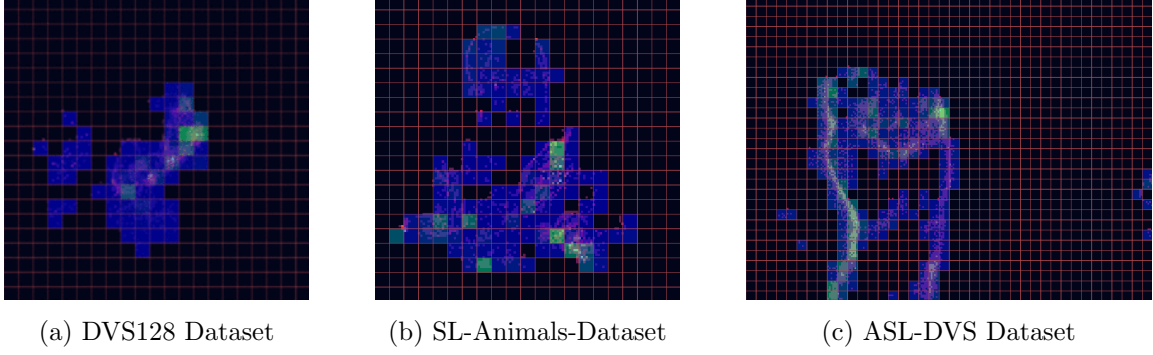 (a) DVS128 Dataset
(b) SL-Animals-Dataset
(c) ASL-DVS Dataset